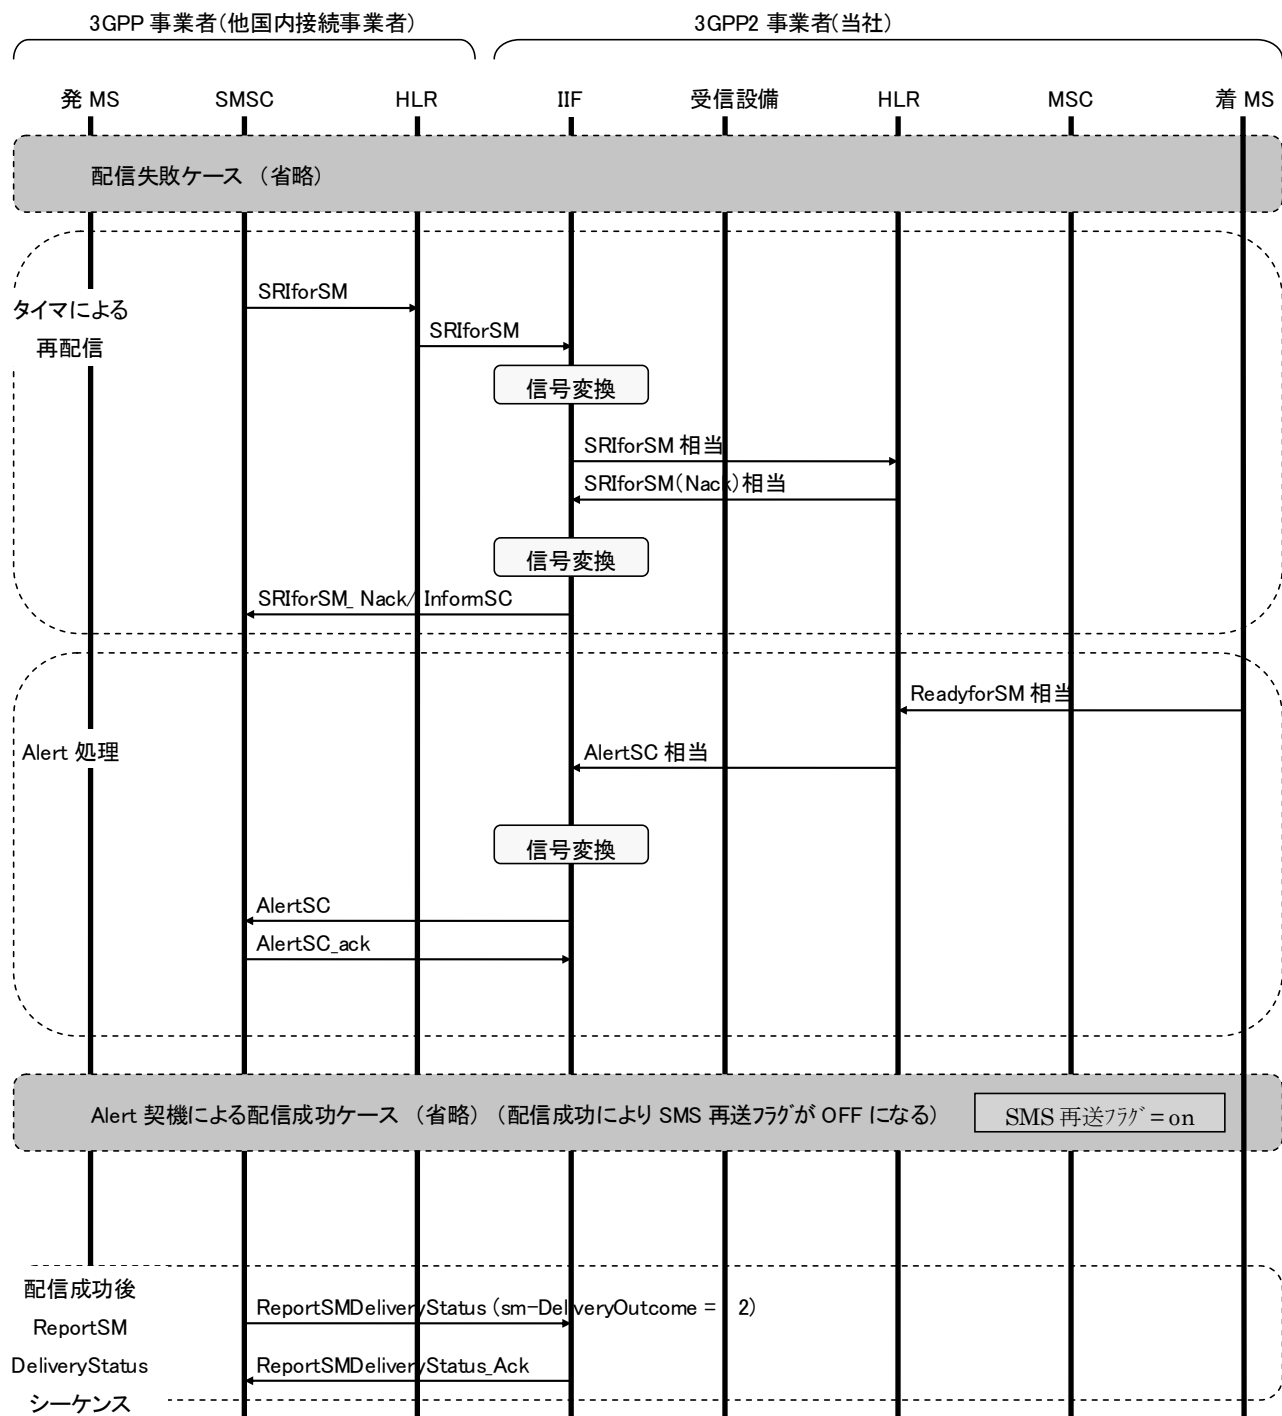 3GPP 事業者(他国内接続事業者)
3GPP2 事業者(当社)
発 MS
SMSC
HLR
IIF
受信設備
HLR
MSC
着 MS
配信失敗ケース (省略)
タイマによる
再配信
SRIforSM
SRIforSM
信号変換
SRIforSM 相当
SRIforSM(Nack)相当
信号変換
SRIforSM_ Nack/ InformSC
ReadyforSM 相当
Alert 処理
AlertSC 相当
信号変換
AlertSC
AlertSC_ack
Alert 契機による配信成功ケース (省略) (配信成功により SMS 再送フラグが OFF になる)
SMS 再送ﾌﾗｸﾞ=on
配信成功後
ReportSM
DeliveryStatus
シーケンス
ReportSMDeliveryStatus (sm-DeliveryOutcome = 2)
ReportSMDeliveryStatus_Ack